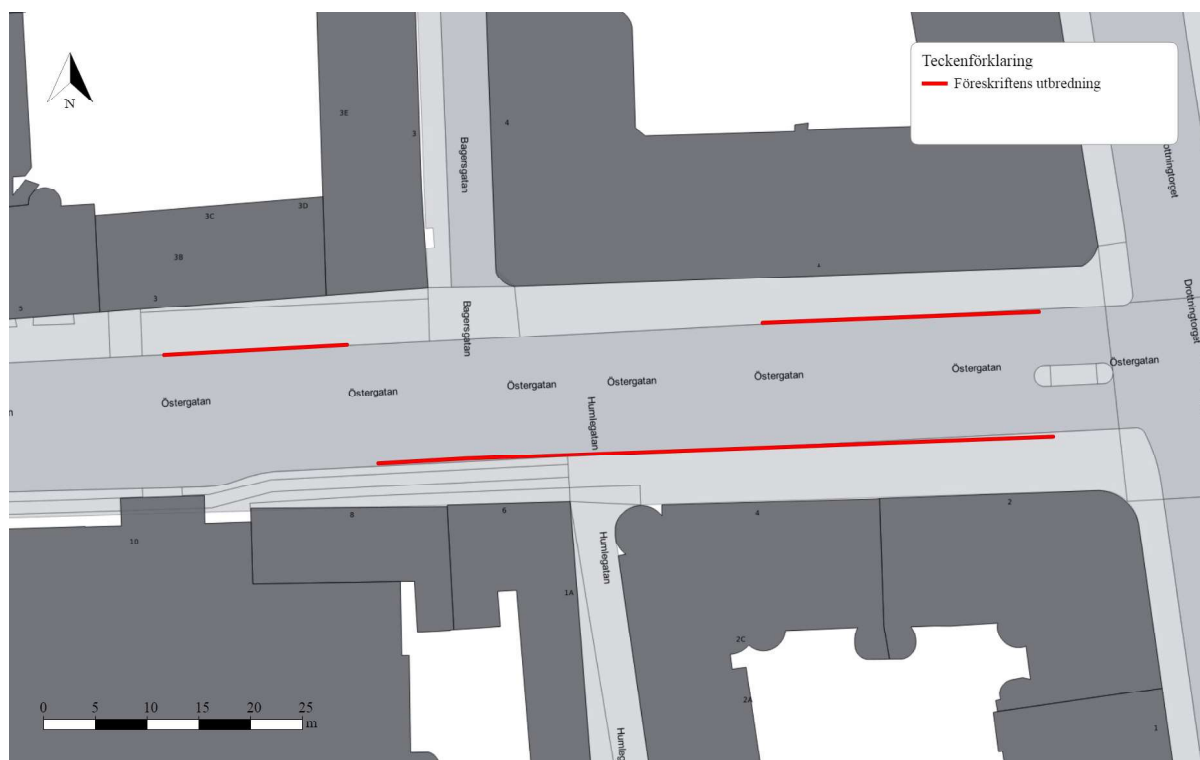 Teckenförklaring
Föreskriftens utbredning
N
3E
3
Bagersgatan
4
3C
3D
3B
3
Bagersgatan
Drottningtorget
Östergatan
Östergatan
Östergatan
Östergatan
Östergatan
Östergatan
Östergatan
Humlegatan
10
8
6
4
2
1A
Humlegatan
2C
2A
1
0 5 10 15 20 25
m